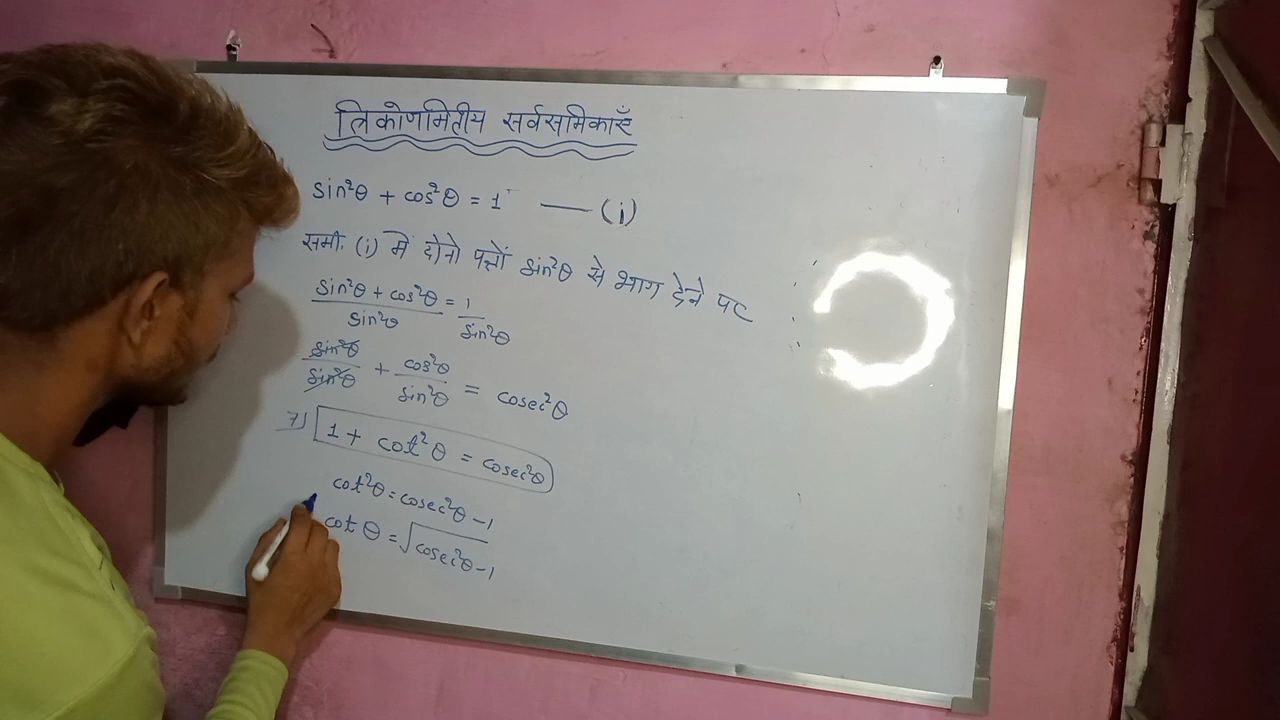 त्रिकोणमितीय सर्वसमिकाएँ
sin²θ + cos²θ = 1 —— (i)
समी. (i) में दोनो पक्षों sin²θ से भाग देने पर
(sin²θ + cos²θ)/sin²θ = 1/sin²θ
sin²θ/sin²θ + cos²θ/sin²θ = cosec²θ
7) 1 + cot²θ = cosec²θ
cot²θ = cosec²θ - 1
cot θ = √(cosec²θ - 1)